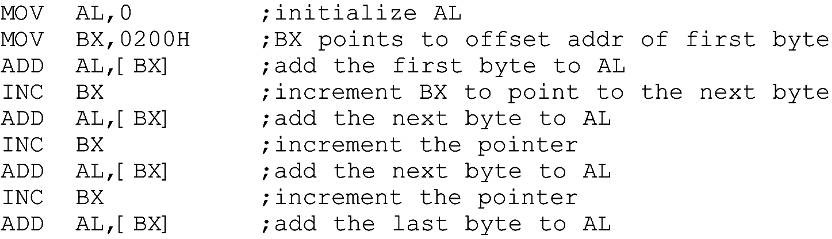 MOV AL,0 ;initialize AL
MOV BX,0200H ;BX points to offset addr of first byte
ADD AL,[ BX] ;add the first byte to AL
INC BX ;increment BX to point to the next byte
ADD AL,[ BX] ;add the next byte to AL
INC BX ;increment the pointer
ADD AL,[ BX] ;add the next byte to AL
INC BX ;increment the pointer
ADD AL,[ BX] ;add the last byte to AL